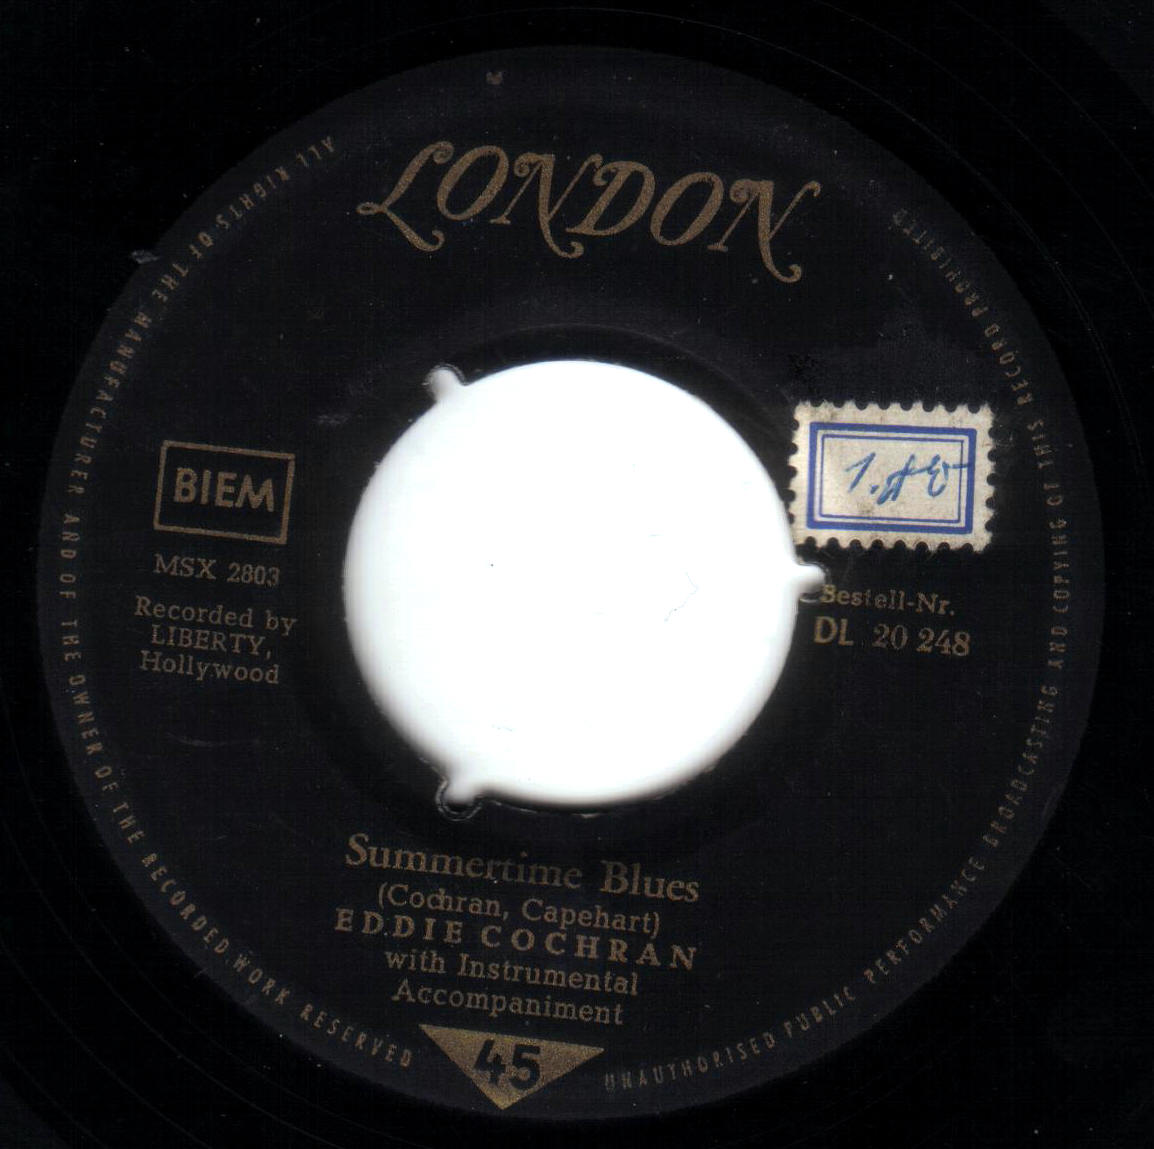 LONDON
ALL RIGHTS OF THE MANUFACTURER AND OF THE OWNER OF THE RECORDED WORK RESERVED
UNAUTHORISED PUBLIC PERFORMANCE BROADCASTING AND COPYING OF THIS RECORD PROHIBITED
BIEM
MSX 2803
Recorded by
LIBERTY,
Hollywood
Bestell-Nr.
DL 20 248
Summertime Blues
(Cochran, Capehart)
EDDIE COCHRAN
with Instrumental
Accompaniment
45